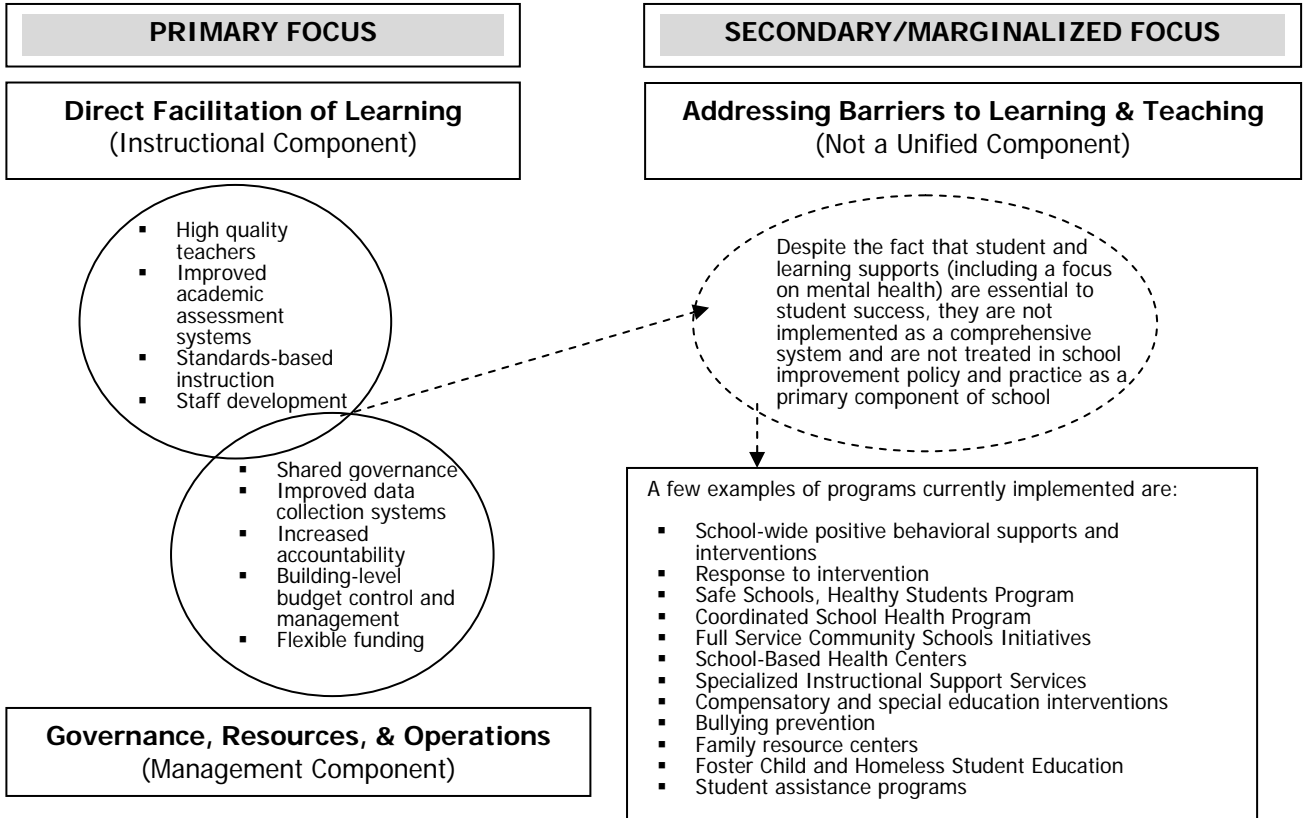 PRIMARY FOCUS
Direct Facilitation of Learning
(Instructional Component)
▪ High quality
teachers
▪ Improved
academic
assessment
systems
▪ Standards-based
instruction
▪ Staff development
▪ Shared governance
▪ Improved data
collection systems
▪ Increased
accountability
▪ Building-level
budget control and
management
▪ Flexible funding
Governance, Resources, & Operations
(Management Component)
SECONDARY/MARGINALIZED FOCUS
Addressing Barriers to Learning & Teaching
(Not a Unified Component)
Despite the fact that student and
learning supports (including a focus
on mental health) are essential to
student success, they are not
implemented as a comprehensive
system and are not treated in school
improvement policy and practice as a
primary component of school
A few examples of programs currently implemented are:
▪ School-wide positive behavioral supports and
interventions
▪ Response to intervention
▪ Safe Schools, Healthy Students Program
▪ Coordinated School Health Program
▪ Full Service Community Schools Initiatives
▪ School-Based Health Centers
▪ Specialized Instructional Support Services
▪ Compensatory and special education interventions
▪ Bullying prevention
▪ Family resource centers
▪ Foster Child and Homeless Student Education
▪ Student assistance programs